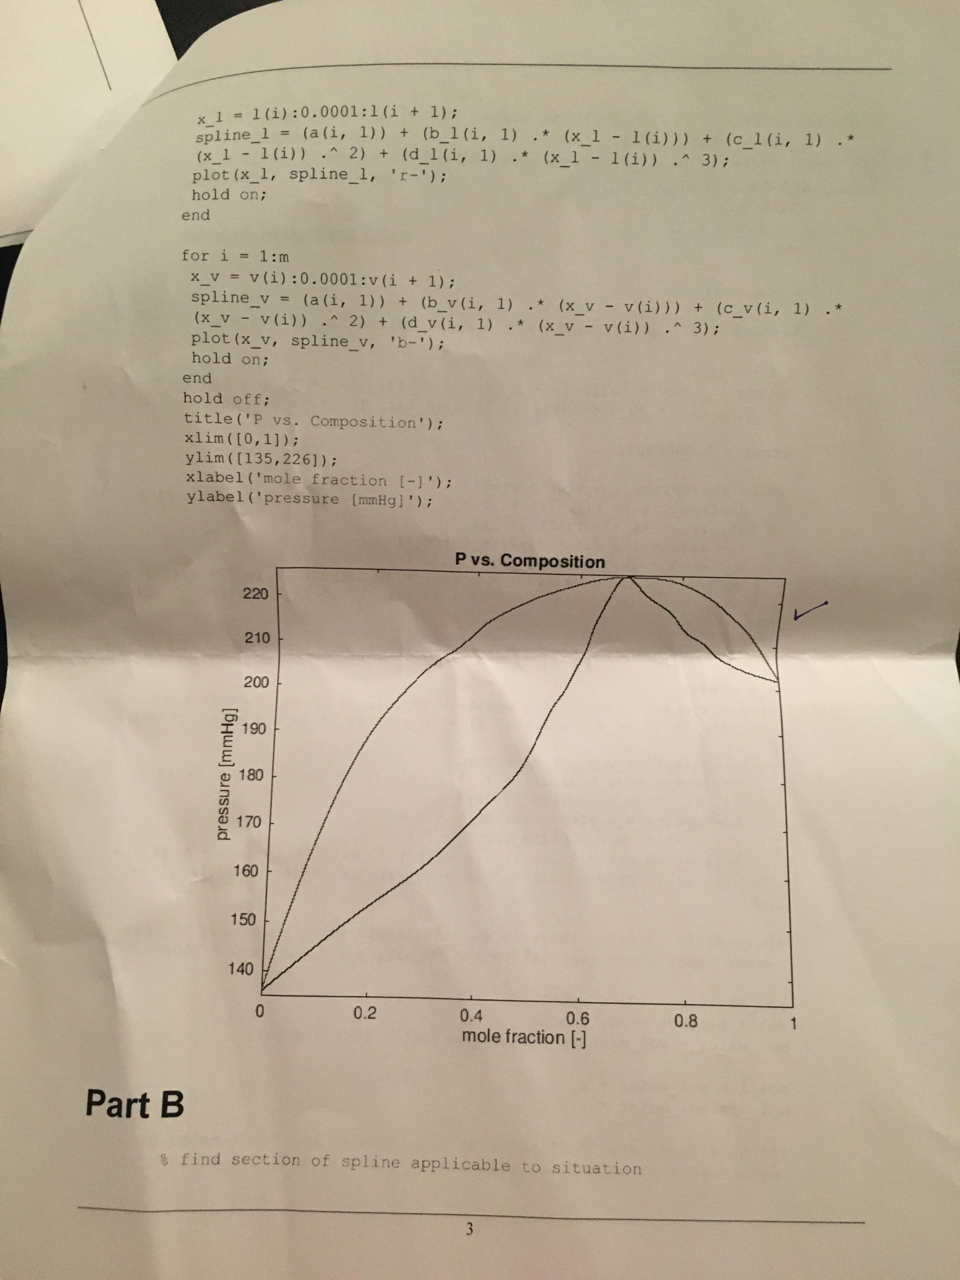 x_l = l(i):0.0001:l(i + 1);
spline_l = (a(i, 1)) + (b_l(i, 1) .* (x_l - l(i))) + (c_l(i, 1) .*
(x_l - l(i)) .^ 2) + (d_l(i, 1) .* (x_l - l(i)) .^ 3);
plot(x_l, spline_l, 'r-');
hold on;
end
for i = 1:m
x_v = v(i):0.0001:v(i + 1);
spline_v = (a(i, 1)) + (b_v(i, 1) .* (x_v - v(i))) + (c_v(i, 1) .*
(x_v - v(i)) .^ 2) + (d_v(i, 1) .* (x_v - v(i)) .^ 3);
plot(x_v, spline_v, 'b-');
hold on;
end
hold off;
title('P vs. Composition');
xlim([0,1]);
ylim([135,226]);
xlabel('mole fraction [-]');
ylabel('pressure [mmHg]');
P vs. Composition
220
210
200
190
180
170
160
150
140
pressure [mmHg]
0 0.2 0.4 0.6 0.8 1
mole fraction [-]
Part B
% find section of spline applicable to situation
3